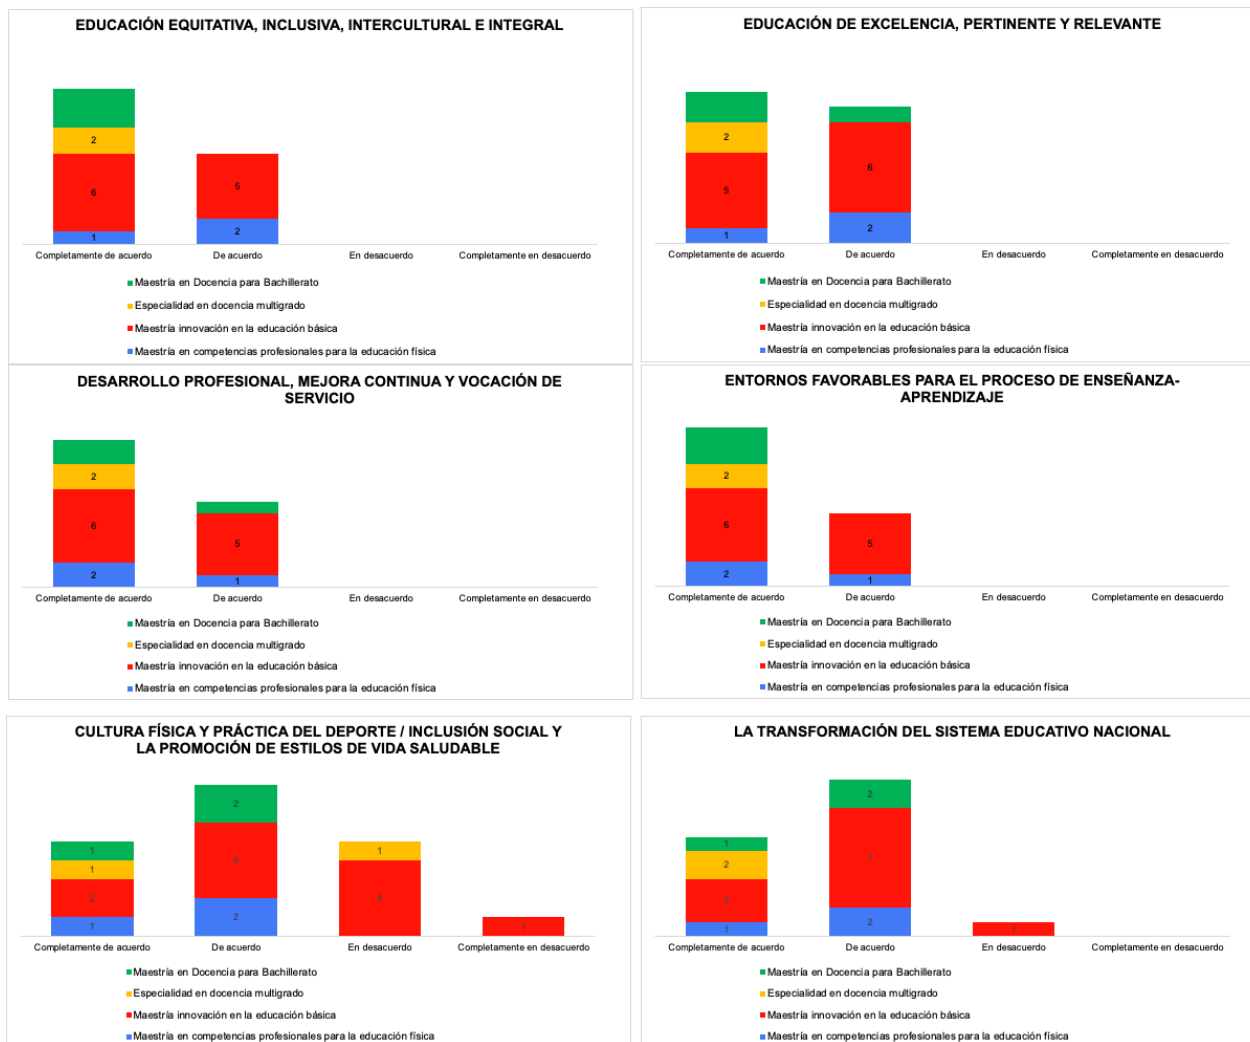 EDUCACIÓN EQUITATIVA, INCLUSIVA, INTERCULTURAL E INTEGRAL
2
6
5
1
2
Completamente de acuerdo
De acuerdo
En desacuerdo
Completamente en desacuerdo
Maestría en Docencia para Bachillerato
Especialidad en docencia multigrado
Maestría innovación en la educación básica
Maestría en competencias profesionales para la educación física
EDUCACIÓN DE EXCELENCIA, PERTINENTE Y RELEVANTE
2
5
6
1
2
Completamente de acuerdo
De acuerdo
En desacuerdo
Completamente en desacuerdo
Maestría en Docencia para Bachillerato
Especialidad en docencia multigrado
Maestría innovación en la educación básica
Maestría en competencias profesionales para la educación física
DESARROLLO PROFESIONAL, MEJORA CONTINUA Y VOCACIÓN DE
SERVICIO
2
6
5
2
1
Completamente de acuerdo
De acuerdo
En desacuerdo
Completamente en desacuerdo
Maestría en Docencia para Bachillerato
Especialidad en docencia multigrado
Maestría innovación en la educación básica
Maestría en competencias profesionales para la educación física
ENTORNOS FAVORABLES PARA EL PROCESO DE ENSEÑANZA-
APRENDIZAJE
2
6
5
2
1
Completamente de acuerdo
De acuerdo
En desacuerdo
Completamente en desacuerdo
Maestría en Docencia para Bachillerato
Especialidad en docencia multigrado
Maestría innovación en la educación básica
Maestría en competencias profesionales para la educación física
CULTURA FÍSICA Y PRÁCTICA DEL DEPORTE / INCLUSIÓN SOCIAL Y
LA PROMOCIÓN DE ESTILOS DE VIDA SALUDABLE
1
2
1
1
2
1
2
1
Completamente de acuerdo
De acuerdo
En desacuerdo
Completamente en desacuerdo
Maestría en Docencia para Bachillerato
Especialidad en docencia multigrado
Maestría innovación en la educación básica
Maestría en competencias profesionales para la educación física
LA TRANSFORMACIÓN DEL SISTEMA EDUCATIVO NACIONAL
1
2
2
7
1
2
1
Completamente de acuerdo
De acuerdo
En desacuerdo
Completamente en desacuerdo
Maestría en Docencia para Bachillerato
Especialidad en docencia multigrado
Maestría innovación en la educación básica
Maestría en competencias profesionales para la educación física